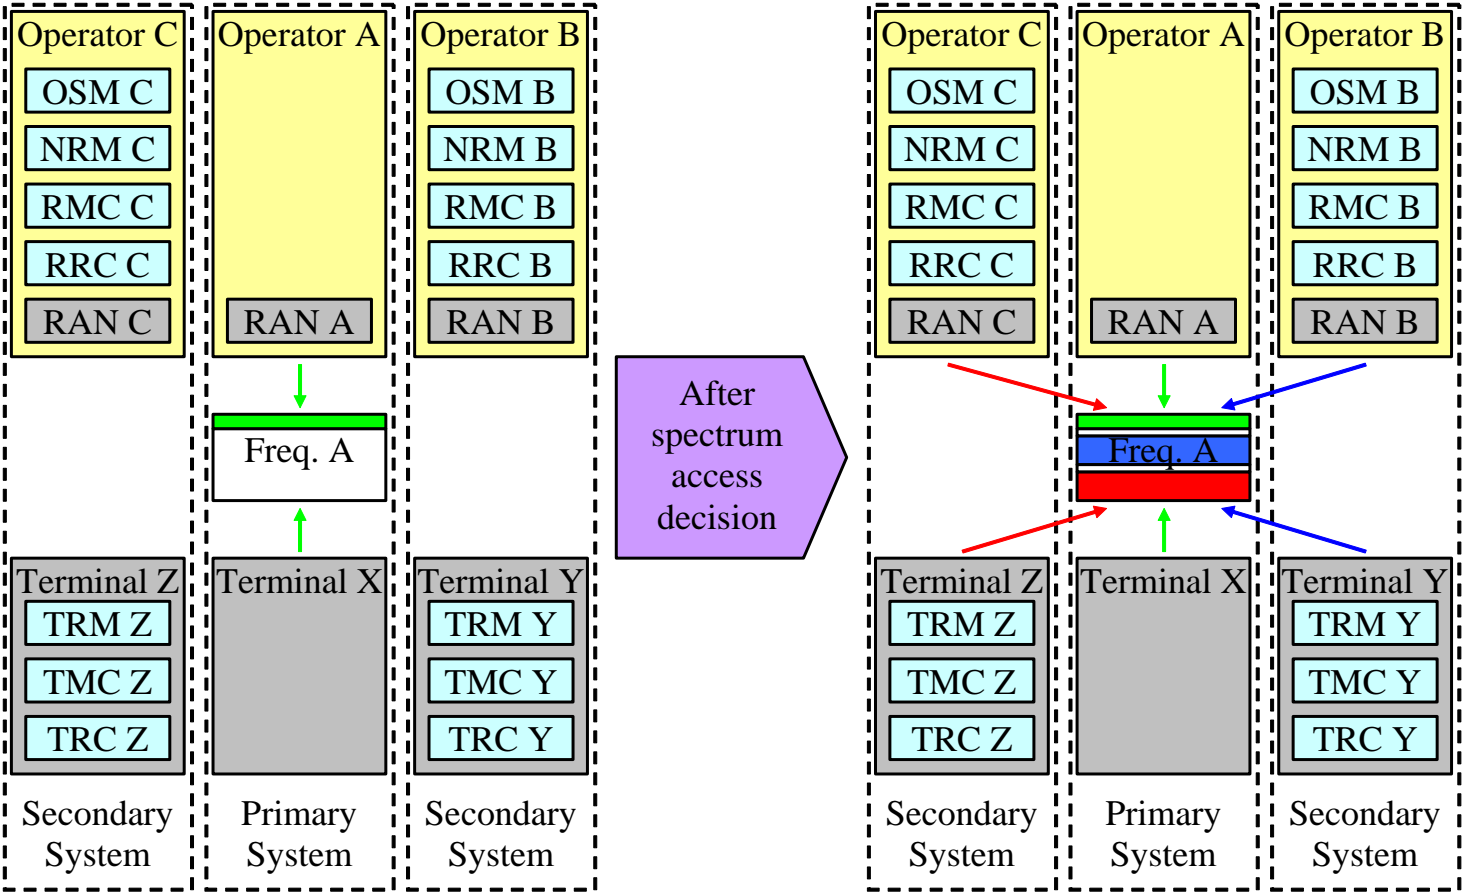 Operator C
OSM C
NRM C
RMC C
RRC C
RAN C
Operator A
RAN A
Operator B
OSM B
NRM B
RMC B
RRC B
RAN B
Freq. A
Terminal Z
TRM Z
TMC Z
TRC Z
Terminal X
Terminal Y
TRM Y
TMC Y
TRC Y
Secondary
System
Primary
System
Secondary
System
After
spectrum
access
decision
Operator C
OSM C
NRM C
RMC C
RRC C
RAN C
Operator A
RAN A
Operator B
OSM B
NRM B
RMC B
RRC B
RAN B
Freq. A
Terminal Z
TRM Z
TMC Z
TRC Z
Terminal X
Terminal Y
TRM Y
TMC Y
TRC Y
Secondary
System
Primary
System
Secondary
System